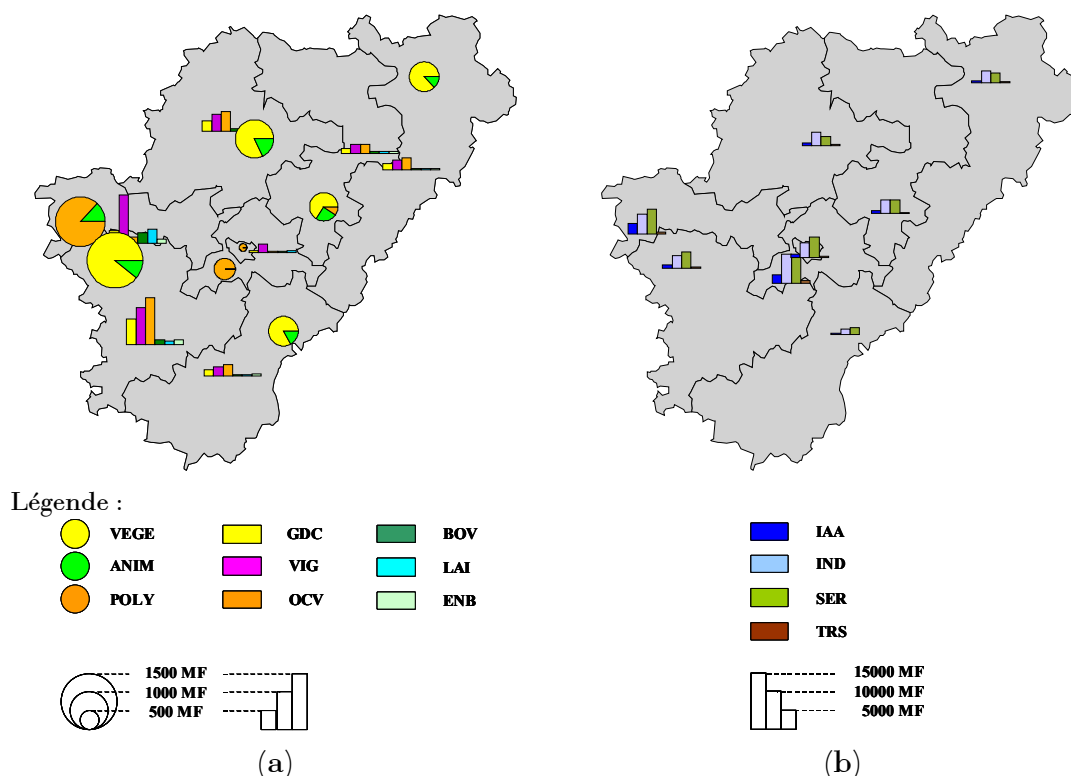 Légende :
VEGE GDC BOV IAA
ANIM VIG LAI IND
POLY OCV ENB SER
TRS
1500 MF 15000 MF
1000 MF 10000 MF
500 MF 5000 MF
(a) (b)